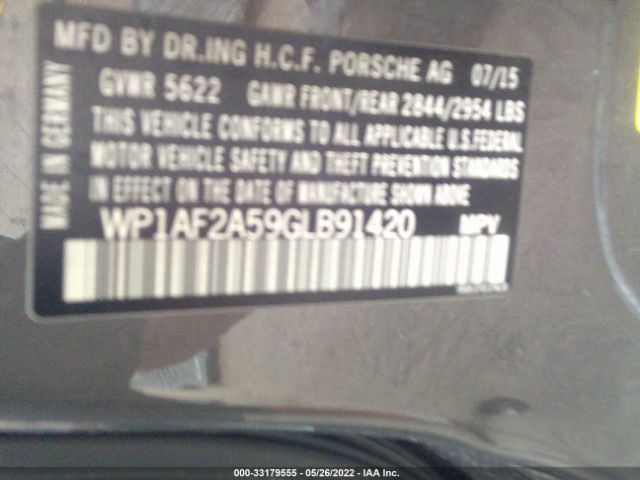 MFD BY DR.ING H.C.F. PORSCHE AG 07/15
GVWR 5622 GAWR FRONT/REAR 2844/2954 LBS
THIS VEHICLE CONFORMS TO ALL APPLICABLE U.S.FEDERAL
MOTOR VEHICLE SAFETY AND THEFT PREVENTION STANDARDS
IN EFFECT ON THE DATE OF MANUFACTURE SHOWN ABOVE.
WP1AF2A59GLB91420 MPV
MADE IN GERMANY
000-33179555 - 05/26/2022 - IAA Inc.